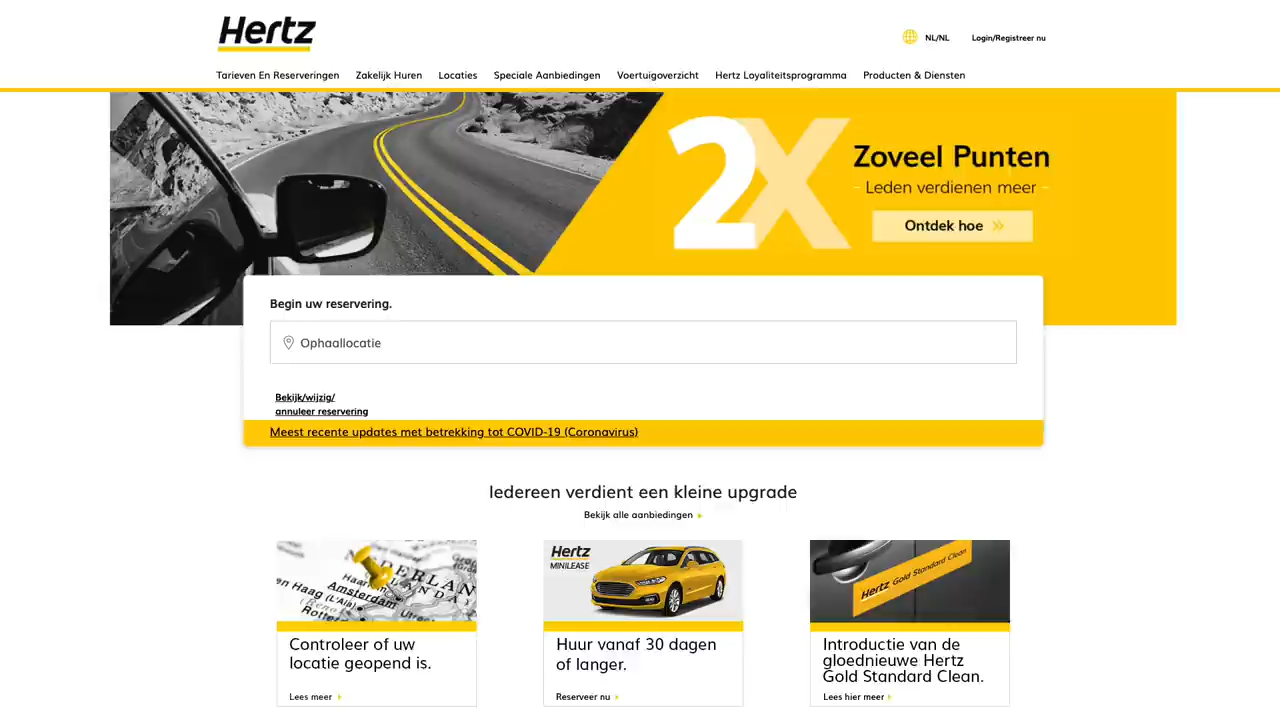 Hertz
NL/NL
Login/Registreer nu
Tarieven En Reserveringen
Zakelijk Huren
Locaties
Speciale Aanbiedingen
Voertuigoverzicht
Hertz Loyaliteitsprogramma
Producten & Diensten
2X
Zoveel Punten
Leden verdienen meer
Ontdek hoe
Begin uw reservering.
Ophaallocatie
Bekijk/wijzig/
annuleer reservering
Meest recente updates met betrekking tot COVID-19 (Coronavirus)
Iedereen verdient een kleine upgrade
Bekijk alle aanbiedingen
Haarlem
Amsterdam
en Haag (L'Aia)
Controleer of uw
locatie geopend is.
Lees meer
Hertz
MINILEASE
Huur vanaf 30 dagen
of langer.
Reserveer nu
Hertz Gold Standard Clean
Introductie van de
gloednieuwe Hertz
Gold Standard Clean.
Lees hier meer